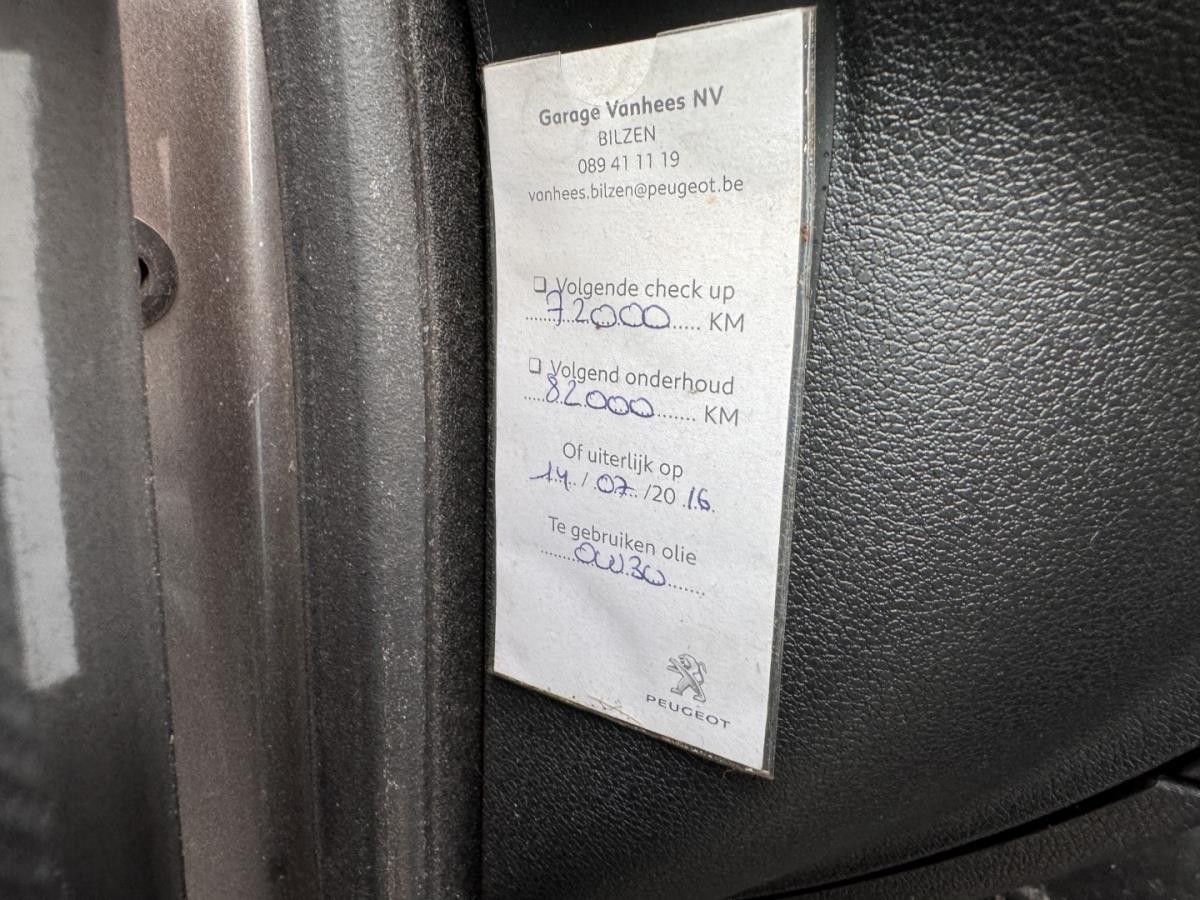 Garage Vanhees NV
BILZEN
089 41 11 19
vanhees.bilzen@peugeot.be
Volgende check up
72000 KM
Volgend onderhoud
82000 KM
Of uiterlijk op
14 / 07 /20 16
Te gebruiken olie
0W30
PEUGEOT